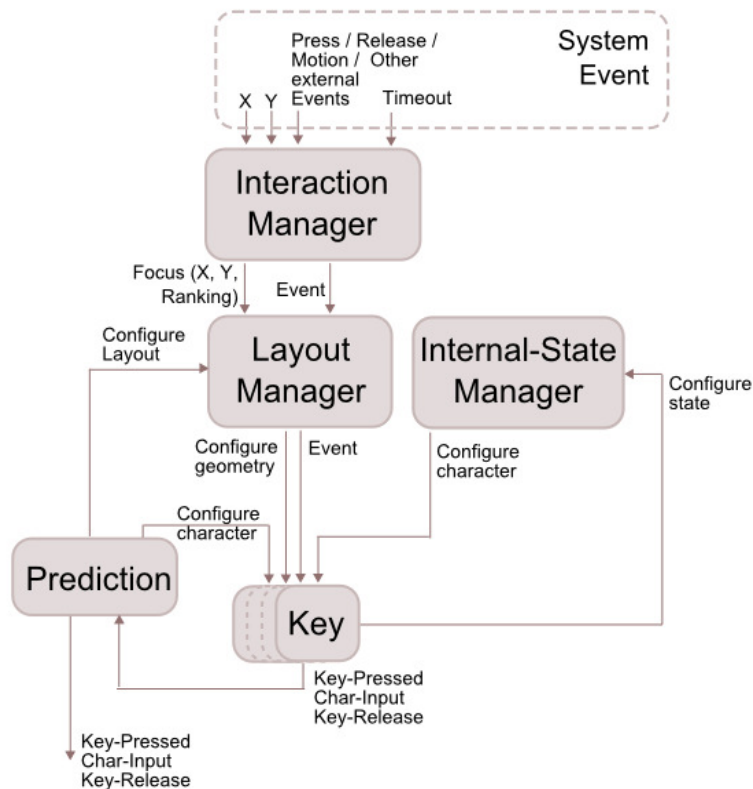 Press / Release /
Motion / Other
external
Events
System
Event
X Y
Timeout
Interaction
Manager
Focus (X, Y,
Ranking)
Event
Configure
Layout
Layout
Manager
Internal-State
Manager
Configure
state
Configure
geometry
Event
Configure
character
Configure
character
Prediction
Key
Key-Pressed
Char-Input
Key-Release
Key-Pressed
Char-Input
Key-Release